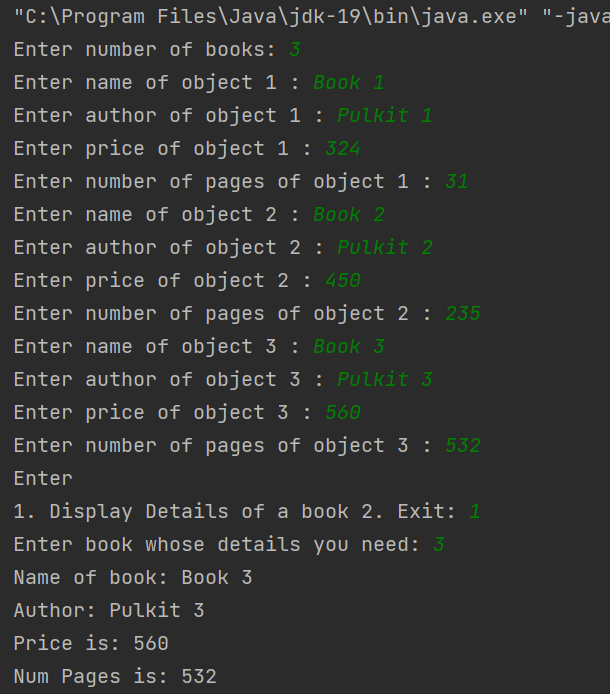 "C:\Program Files\Java\jdk-19\bin\java.exe" "-java
Enter number of books: 3
Enter name of object 1 : Book 1
Enter author of object 1 : Pulkit 1
Enter price of object 1 : 324
Enter number of pages of object 1 : 31
Enter name of object 2 : Book 2
Enter author of object 2 : Pulkit 2
Enter price of object 2 : 450
Enter number of pages of object 2 : 235
Enter name of object 3 : Book 3
Enter author of object 3 : Pulkit 3
Enter price of object 3 : 560
Enter number of pages of object 3 : 532
Enter
1. Display Details of a book 2. Exit: 1
Enter book whose details you need: 3
Name of book: Book 3
Author: Pulkit 3
Price is: 560
Num Pages is: 532